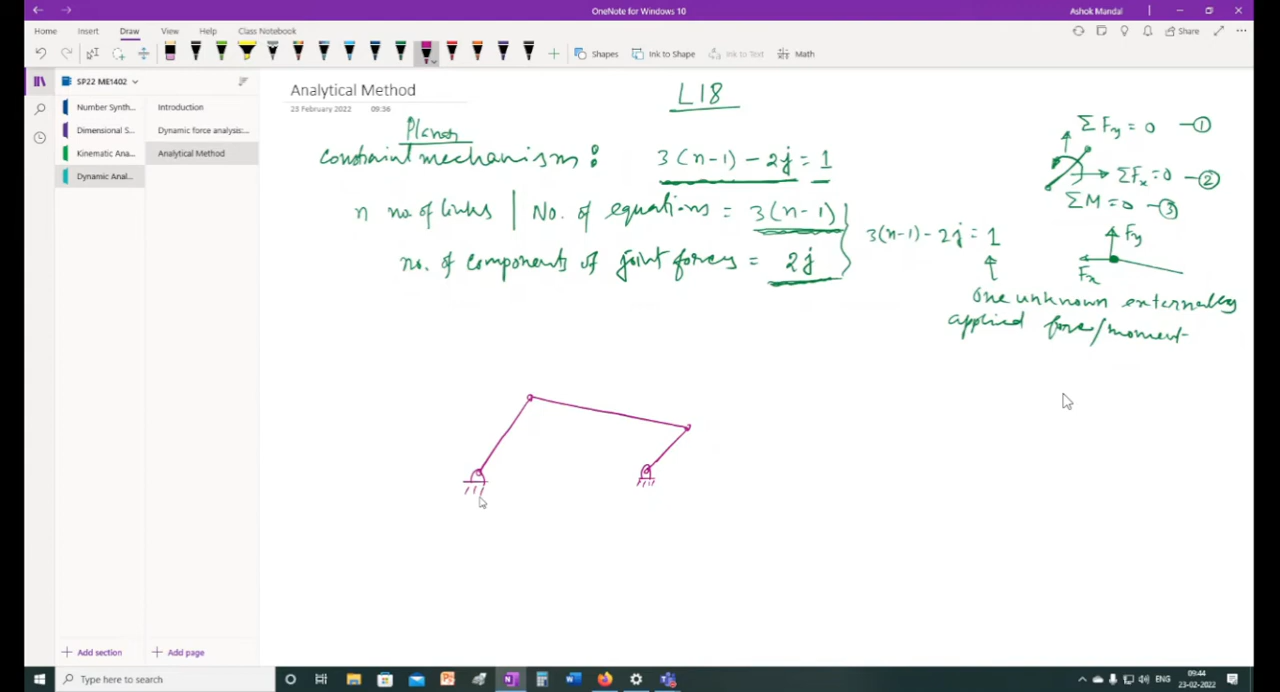 OneNote for Windows 10
Ashok Mandal
Home Insert Draw View Help Class Notebook
Share
Shapes Ink to Shape Ink to Text Math
SP22 ME1402
Number Synth...
Dimensional S...
Kinematic Ana...
Dynamic Anal...
Introduction
Dynamic force analysis:...
Analytical Method
Analytical Method
23 February 2022 09:36
L18
Planar
constraint mechanisms: 3(n-1) - 2j = 1
n no. of links | No. of equations = 3(n-1)
no. of components of joint forces = 2j
3(n-1) - 2j = 1
One unknown externally
applied force/moment
ΣFy = 0 —①
ΣFx = 0 —②
ΣM = 0 —③
Fy
Fx
Add section
Add page
Type here to search
ENG
09:44
23-02-2022